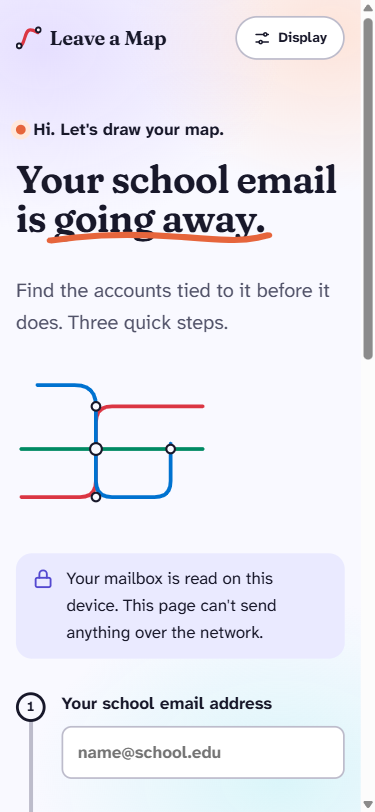 Leave a Map
Display
Hi. Let's draw your map.
Your school email
is going away.
Find the accounts tied to it before it
does. Three quick steps.
Your mailbox is read on this
device. This page can't send
anything over the network.
1
Your school email address
name@school.edu